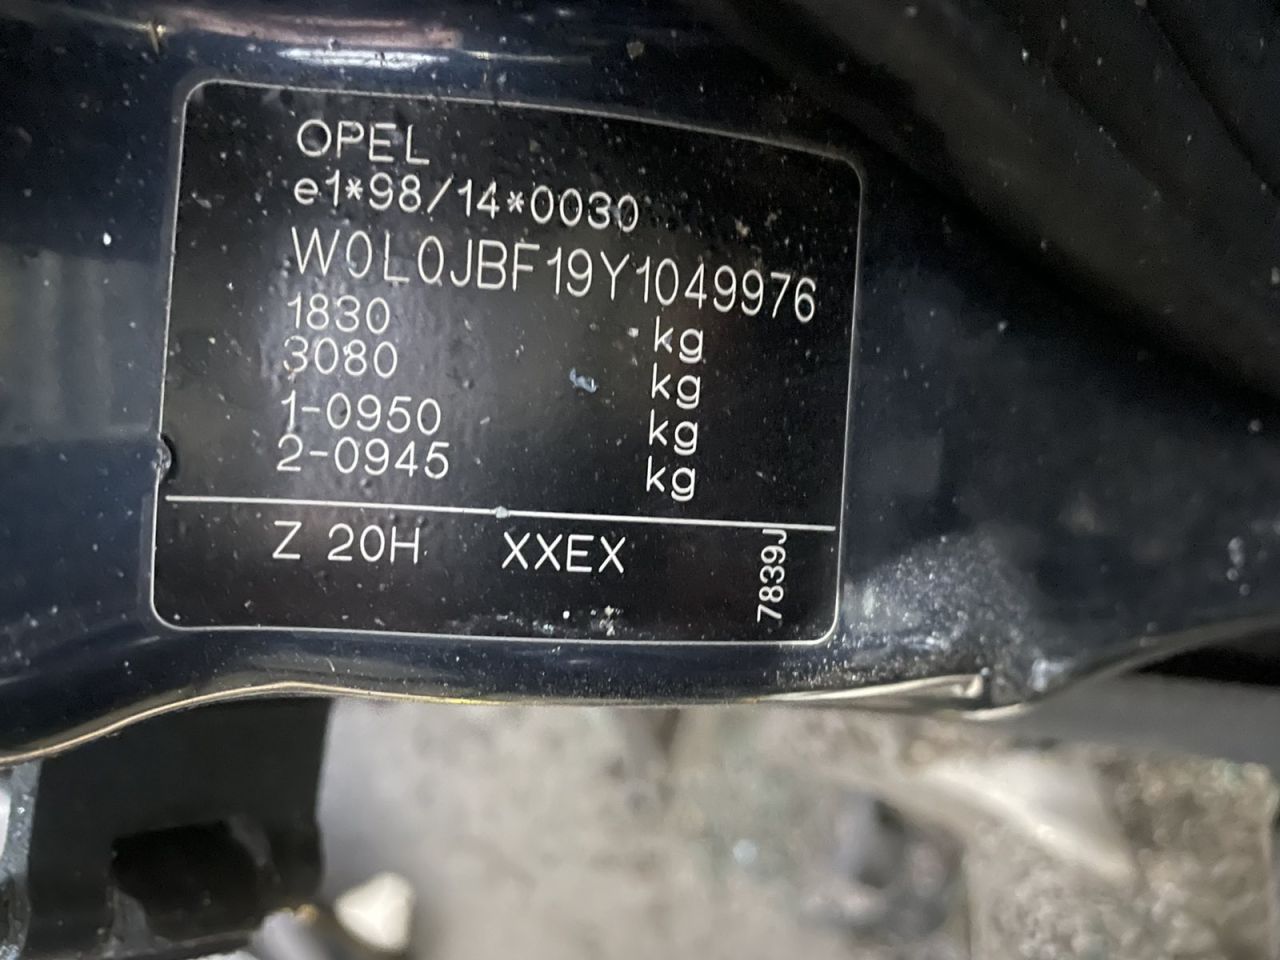 OPEL
e1*98/14*0030
W0L0JBF19Y1049976
1830 kg
3080 kg
1-0950 kg
2-0945 kg
Z 20H XXEX
7839J